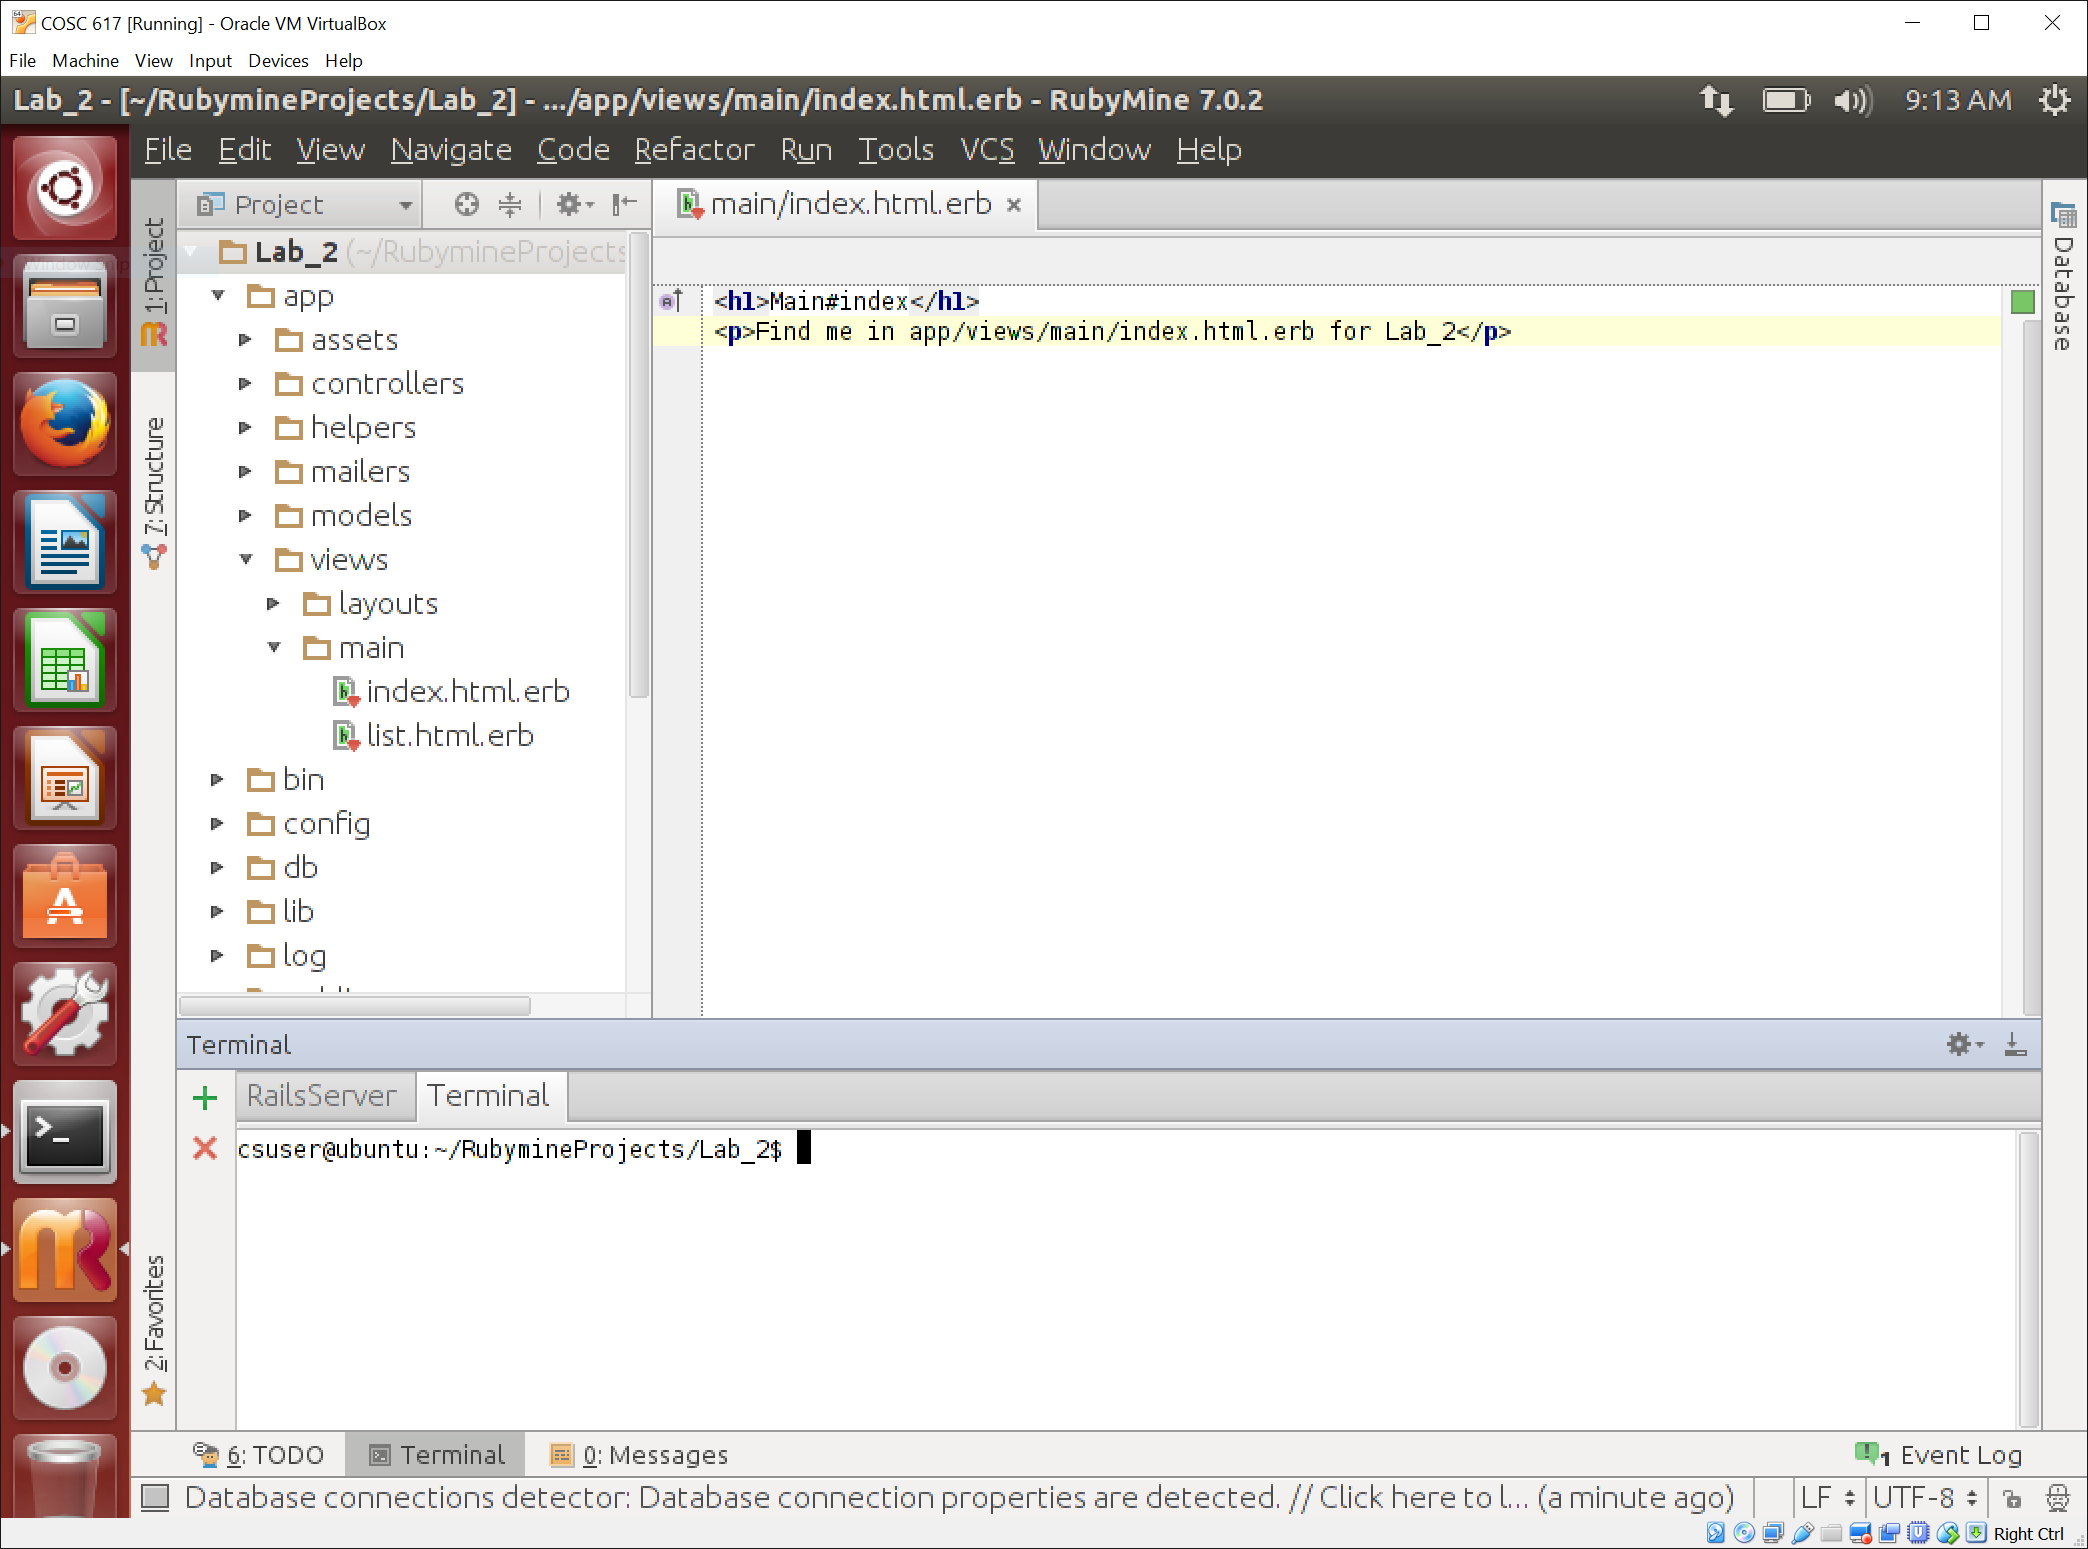 COSC 617 [Running] - Oracle VM VirtualBox
File Machine View Input Devices Help
Lab_2 - [~/RubymineProjects/Lab_2] - .../app/views/main/index.html.erb - RubyMine 7.0.2
9:13 AM
File Edit View Navigate Code Refactor Run Tools VCS Window Help
Project
main/index.html.erb
1: Project
7: Structure
2: Favorites
Database
Lab_2 (~/RubymineProjects
app
assets
controllers
helpers
mailers
models
views
layouts
main
index.html.erb
list.html.erb
bin
config
db
lib
log
<h1>Main#index</h1>
<p>Find me in app/views/main/index.html.erb for Lab_2</p>
Terminal
RailsServer Terminal
csuser@ubuntu:~/RubymineProjects/Lab_2$
6: TODO Terminal 0: Messages
1 Event Log
Database connections detector: Database connection properties are detected. // Click here to l... (a minute ago)
LF UTF-8
Right Ctrl